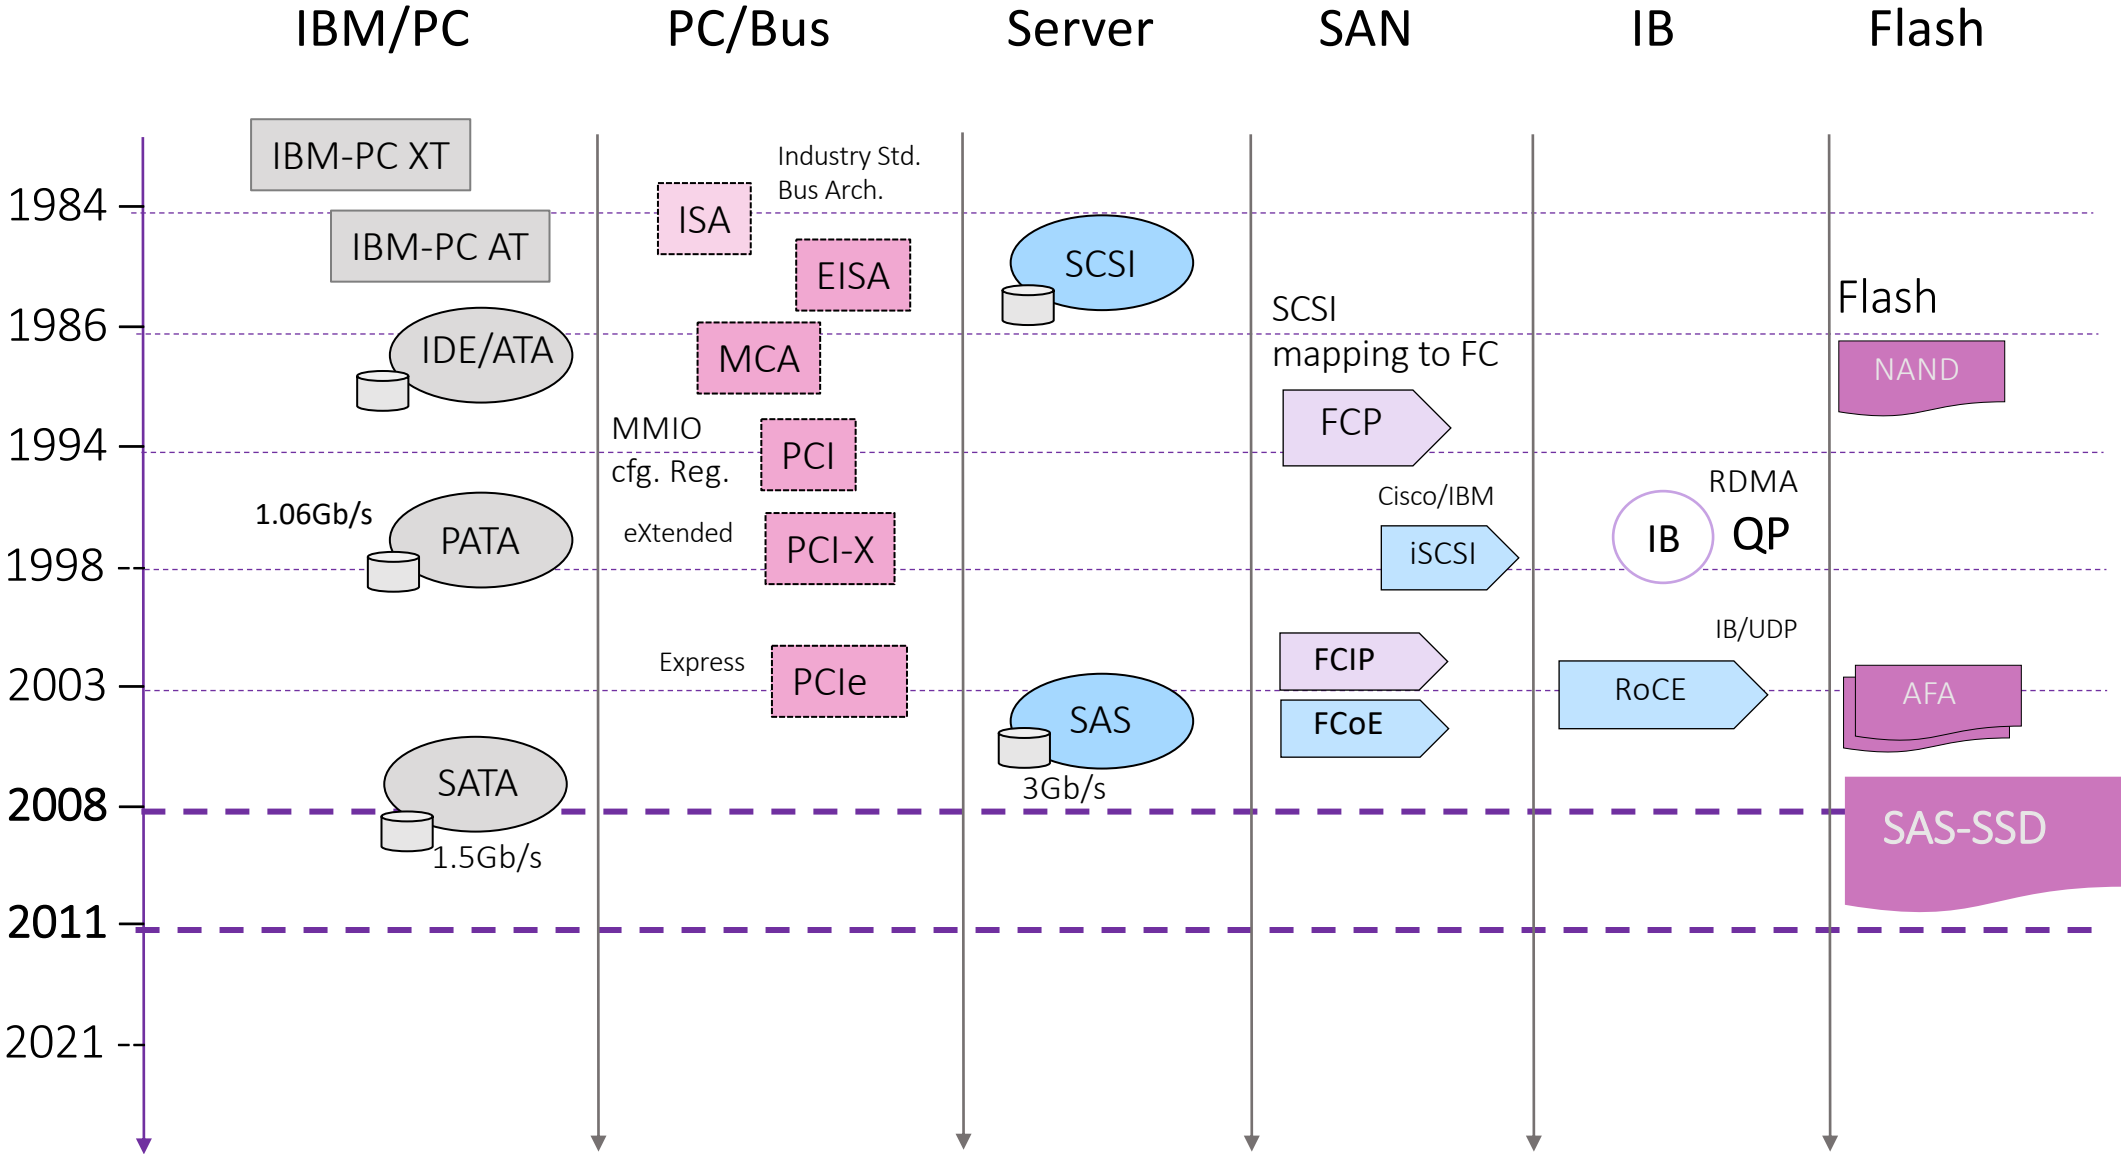 IBM/PC
PC/Bus
Server
SAN
IB
Flash
IBM-PC XT
Industry Std.
Bus Arch.
1984
ISA
IBM-PC AT
EISA
SCSI
Flash
1986
SCSI
mapping to FC
IDE/ATA
MCA
NAND
FCP
1994
MMIO
cfg. Reg.
PCI
RDMA
Cisco/IBM
1.06Gb/s
PATA
eXtended
PCI-X
iSCSI
IB
QP
1998
IB/UDP
Express
PCIe
FCIP
2003
RoCE
AFA
SAS
FCoE
SATA
3Gb/s
2008
SAS-SSD
1.5Gb/s
2011
2021